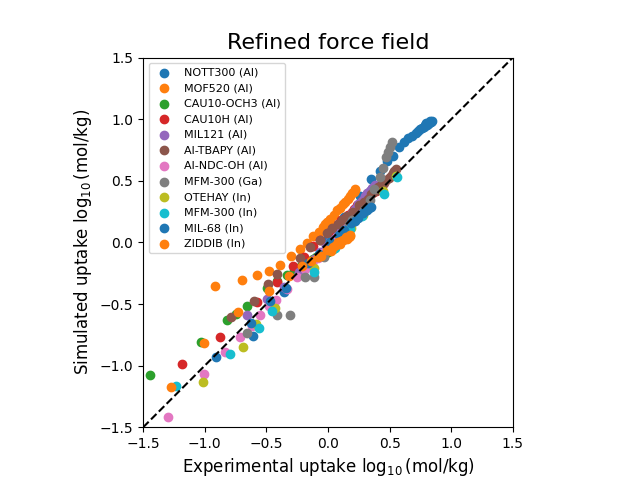 Refined force field
1.5
1.0
0.5
0.0
−0.5
−1.0
−1.5
Simulated uptake log₁₀(mol/kg)
NOTT300 (Al)
MOF520 (Al)
CAU10-OCH3 (Al)
CAU10H (Al)
MIL121 (Al)
Al-TBAPY (Al)
Al-NDC-OH (Al)
MFM-300 (Ga)
OTEHAY (In)
MFM-300 (In)
MIL-68 (In)
ZIDDIB (In)
−1.5 −1.0 −0.5 0.0 0.5 1.0 1.5
Experimental uptake log₁₀(mol/kg)